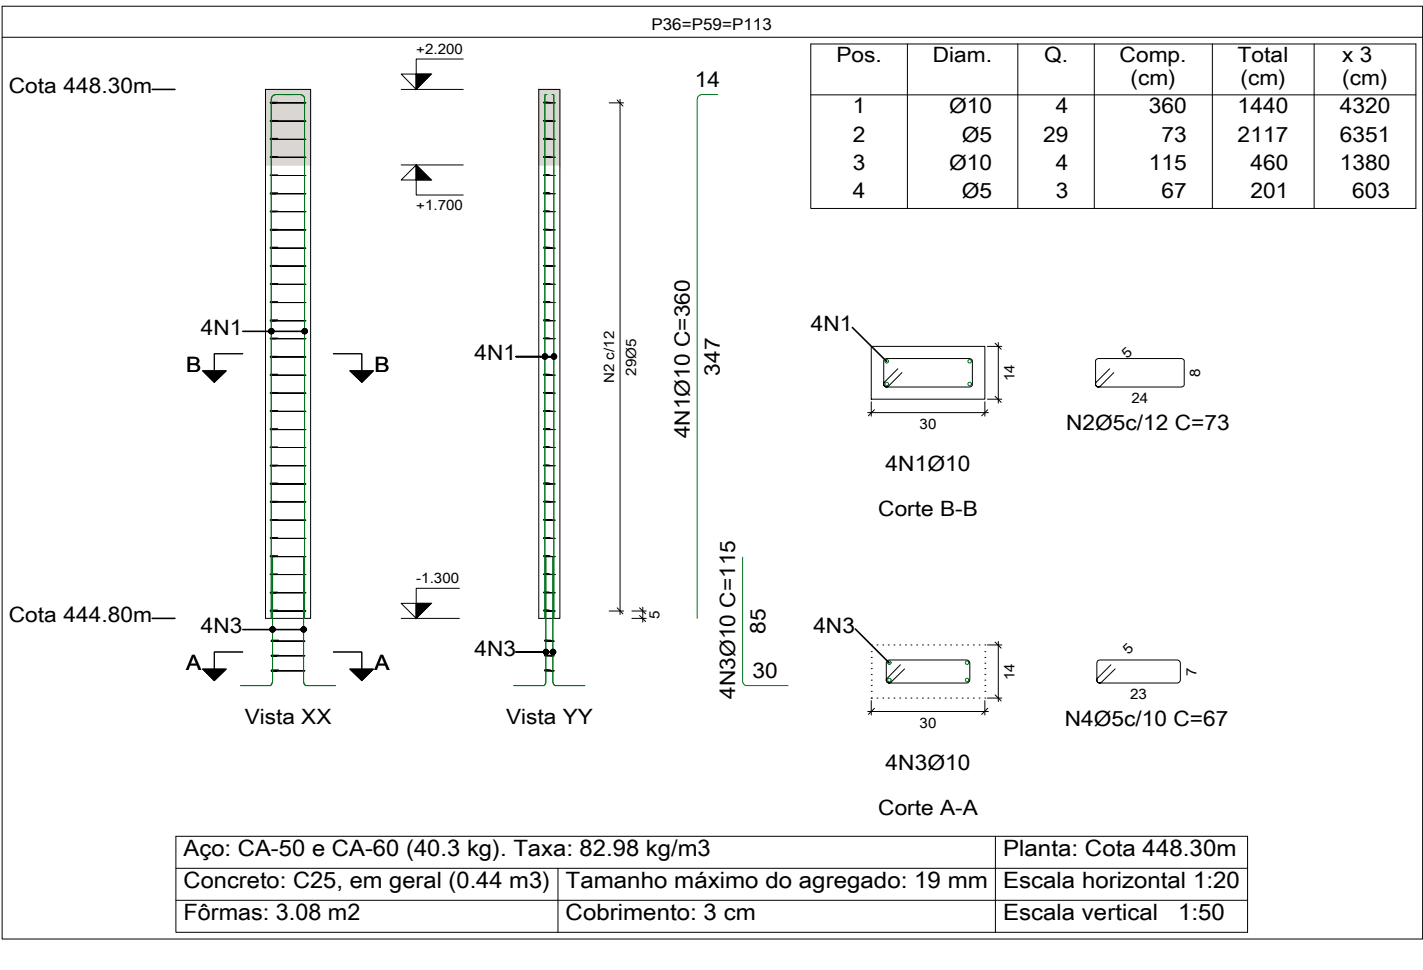 P36=P59=P113
Cota 448.30m
+2.200
+1.700
14
Pos. Diam. Q. Comp. (cm) Total (cm) x 3 (cm)
1 Ø10 4 360 1440 4320
2 Ø5 29 73 2117 6351
3 Ø10 4 115 460 1380
4 Ø5 3 67 201 603
4N1
B B
4N1
N2 c/12
29Ø5
4N1Ø10 C=360
347
4N1
14
30
4N1Ø10
Corte B-B
5
8
24
N2Ø5c/12 C=73
-1.300
Cota 444.80m
4N3
A A
4N3
5
4N3Ø10 C=115
85
30
Vista XX
Vista YY
4N3
14
30
4N3Ø10
Corte A-A
5
7
23
N4Ø5c/10 C=67
Aço: CA-50 e CA-60 (40.3 kg). Taxa: 82.98 kg/m3 Planta: Cota 448.30m
Concreto: C25, em geral (0.44 m3) Tamanho máximo do agregado: 19 mm Escala horizontal 1:20
Fôrmas: 3.08 m2 Cobrimento: 3 cm Escala vertical 1:50